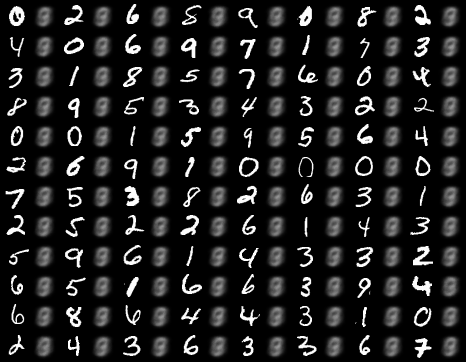 0 2 6 5 9 0 8 2
4 0 6 9 7 1 7 3
3 1 8 5 7 6 0 4
8 9 5 3 4 3 2 2
0 0 1 5 9 5 6 4
2 6 9 1 0 0 0 0
7 5 3 8 2 6 3 1
2 5 2 2 6 1 4 3
5 9 6 1 4 3 3 2
6 5 1 6 6 3 9 4
6 8 6 4 4 3 1 0
2 4 3 6 3 3 6 7